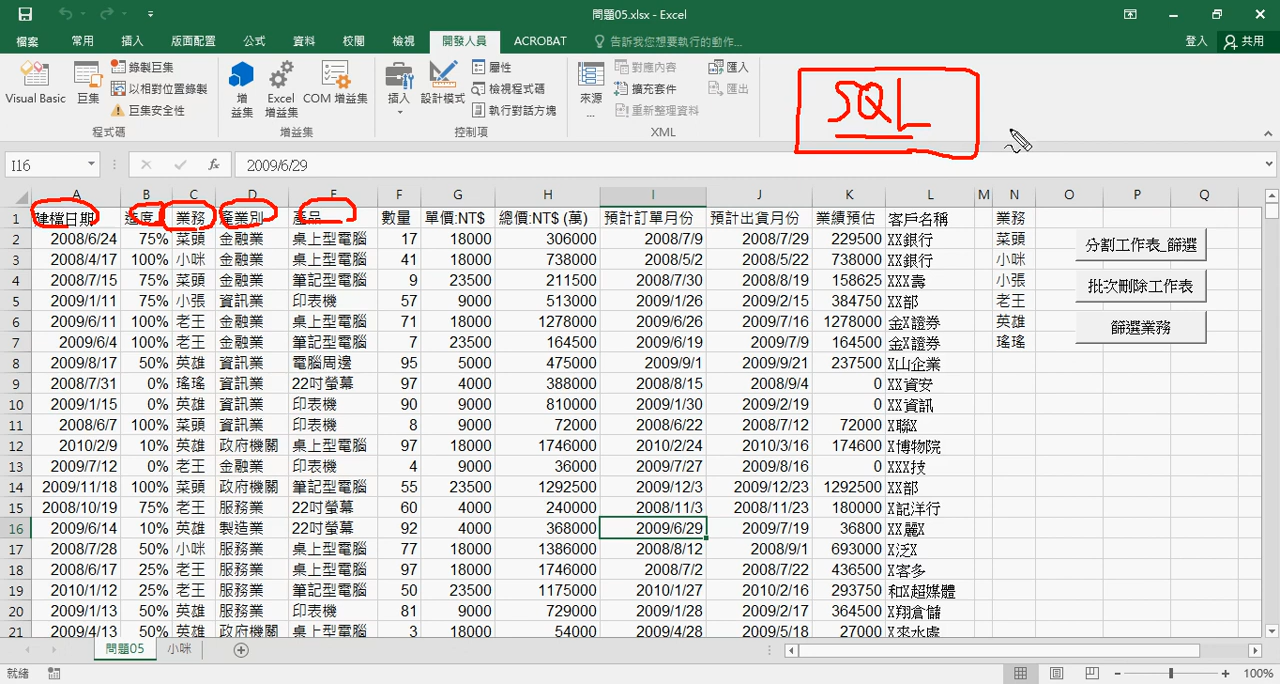 問題05.xlsx - Excel
檔案 常用 插入 版面配置 公式 資料 校閱 檢視 開發人員 ACROBAT 告訴我您想要執行的動作... 登入 共用
Visual Basic 巨集 錄製巨集 以相對位置錄製 巨集安全性 程式碼
增益集 Excel 增益集 COM 增益集 增益集
插入 設計模式 屬性 檢視程式碼 執行對話方塊 控制項
來源... 對應內容 擴充套件 重新整理資料 匯入 匯出 XML
SQL
I16 fx 2009/6/29
A B C D E F G H I J K L M N O P Q
1 建檔日期 進度 業務 產業別 產品 數量 單價:NT$ 總價:NT$ (萬) 預計訂單月份 預計出貨月份 業績預估 客戶名稱 業務
2 2008/6/24 75% 菜頭 金融業 桌上型電腦 17 18000 306000 2008/7/9 2008/7/29 229500 XX銀行 菜頭 分割工作表_篩選
3 2008/4/17 100% 小咪 金融業 桌上型電腦 41 18000 738000 2008/5/2 2008/5/22 738000 XX銀行 小咪
4 2008/7/15 75% 菜頭 金融業 筆記型電腦 9 23500 211500 2008/7/30 2008/8/19 158625 XXX壽 小張 批次刪除工作表
5 2009/1/11 75% 小張 資訊業 印表機 57 9000 513000 2009/1/26 2009/2/15 384750 XX部 老王
6 2009/6/11 100% 老王 金融業 桌上型電腦 71 18000 1278000 2009/6/26 2009/7/16 1278000 金X證券 英雄 篩選業務
7 2009/6/4 100% 老王 金融業 筆記型電腦 7 23500 164500 2009/6/19 2009/7/9 164500 金X證券 瑤瑤
8 2009/8/17 50% 英雄 資訊業 電腦周邊 95 5000 475000 2009/9/1 2009/9/21 237500 X山企業
9 2008/7/31 0% 瑤瑤 資訊業 22吋螢幕 97 4000 388000 2008/8/15 2008/9/4 0 XX資安
10 2009/1/15 0% 英雄 資訊業 印表機 90 9000 810000 2009/1/30 2009/2/19 0 XX資訊
11 2008/6/7 100% 菜頭 資訊業 印表機 8 9000 72000 2008/6/22 2008/7/12 72000 X聯X
12 2010/2/9 10% 英雄 政府機關 桌上型電腦 97 18000 1746000 2010/2/24 2010/3/16 174600 X博物院
13 2009/7/12 0% 老王 金融業 印表機 4 9000 36000 2009/7/27 2009/8/16 0 XXX技
14 2009/11/18 100% 菜頭 政府機關 筆記型電腦 55 23500 1292500 2009/12/3 2009/12/23 1292500 XX部
15 2008/10/19 75% 老王 服務業 22吋螢幕 60 4000 240000 2008/11/3 2008/11/23 180000 X記洋行
16 2009/6/14 10% 英雄 製造業 22吋螢幕 92 4000 368000 2009/6/29 2009/7/19 36800 XX麗X
17 2008/7/28 50% 小咪 服務業 桌上型電腦 77 18000 1386000 2008/8/12 2008/9/1 693000 X泛X
18 2008/6/17 25% 老王 服務業 桌上型電腦 97 18000 1746000 2008/7/2 2008/7/22 436500 X客多
19 2010/1/12 25% 老王 服務業 筆記型電腦 50 23500 1175000 2010/1/27 2010/2/16 293750 和X超媒體
20 2009/1/13 50% 英雄 服務業 印表機 81 9000 729000 2009/1/28 2009/2/17 364500 X翔倉儲
21 2009/4/13 50% 英雄 政府機關 桌上型電腦 3 18000 54000 2009/4/28 2009/5/18 27000 X來水處
問題05 小咪
就緒 100%